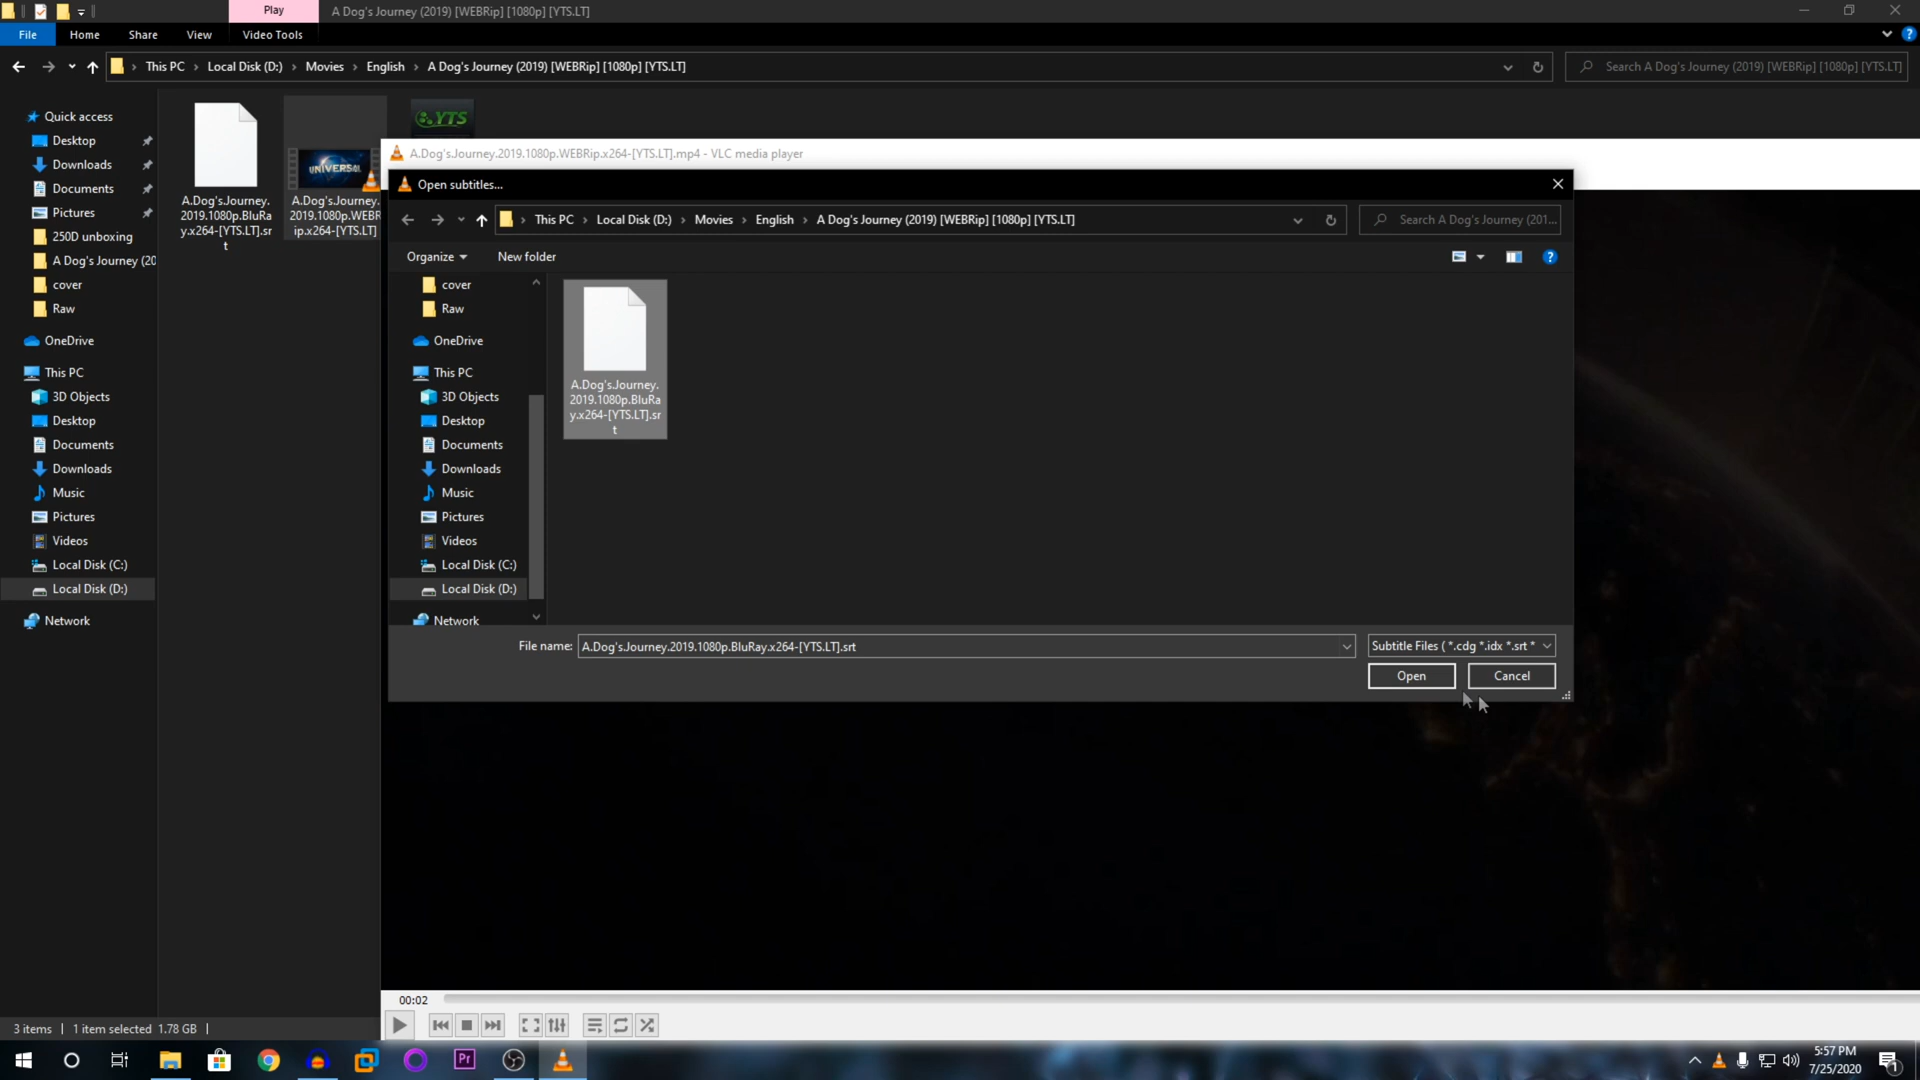 Play
A Dog's Journey (2019) [WEBRip] [1080p] [YTS.LT]
File
Home
Share
View
Video Tools
This PC
Local Disk (D:)
Movies
English
A Dog's Journey (2019) [WEBRip] [1080p] [YTS.LT]
Search A Dog's Journey (2019) [WEBRip] [1080p] [YTS.LT]
Quick access
Desktop
Downloads
Documents
Pictures
250D unboxing
A Dog's Journey (20
cover
Raw
OneDrive
This PC
3D Objects
Desktop
Documents
Downloads
Music
Pictures
Videos
Local Disk (C:)
Local Disk (D:)
Network
A.Dog's.Journey.
2019.1080p.BluRa
y.x264-[YTS.LT].sr
t
UNIVERSAL
A.Dog's.Journey.
2019.1080p.WEBR
ip.x264-[YTS.LT]
YTS
A.Dog's.Journey.2019.1080p.WEBRip.x264-[YTS.LT].mp4 - VLC media player
Open subtitles...
This PC
Local Disk (D:)
Movies
English
A Dog's Journey (2019) [WEBRip] [1080p] [YTS.LT]
Search A Dog's Journey (201...
Organize
New folder
cover
Raw
OneDrive
This PC
3D Objects
Desktop
Documents
Downloads
Music
Pictures
Videos
Local Disk (C:)
Local Disk (D:)
Network
A.Dog's.Journey.
2019.1080p.BluRa
y.x264-[YTS.LT].sr
t
File name:
A.Dog's.Journey.2019.1080p.BluRay.x264-[YTS.LT].srt
Subtitle Files ( *.cdg *.idx *.srt *
Open
Cancel
00:02
3 items
1 item selected 1.78 GB
Pr
5:57 PM
7/25/2020
1